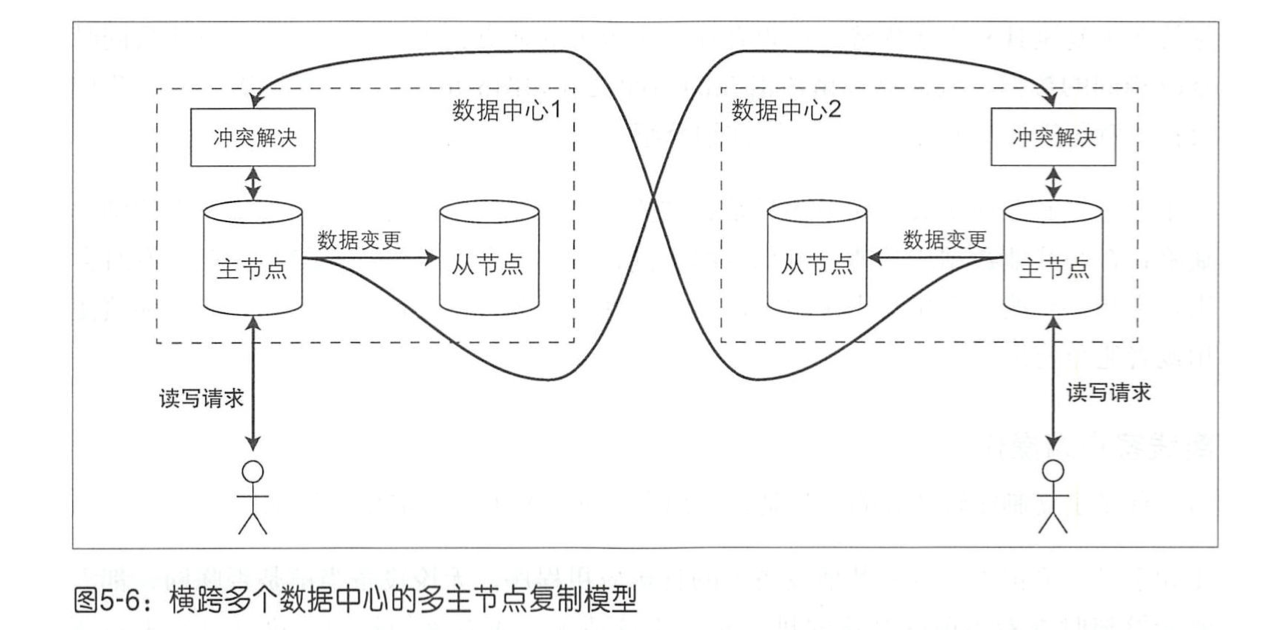 数据中心1
数据中心2
冲突解决
冲突解决
数据变更
数据变更
主节点
从节点
从节点
主节点
读写请求
读写请求
图5-6：横跨多个数据中心的多主节点复制模型